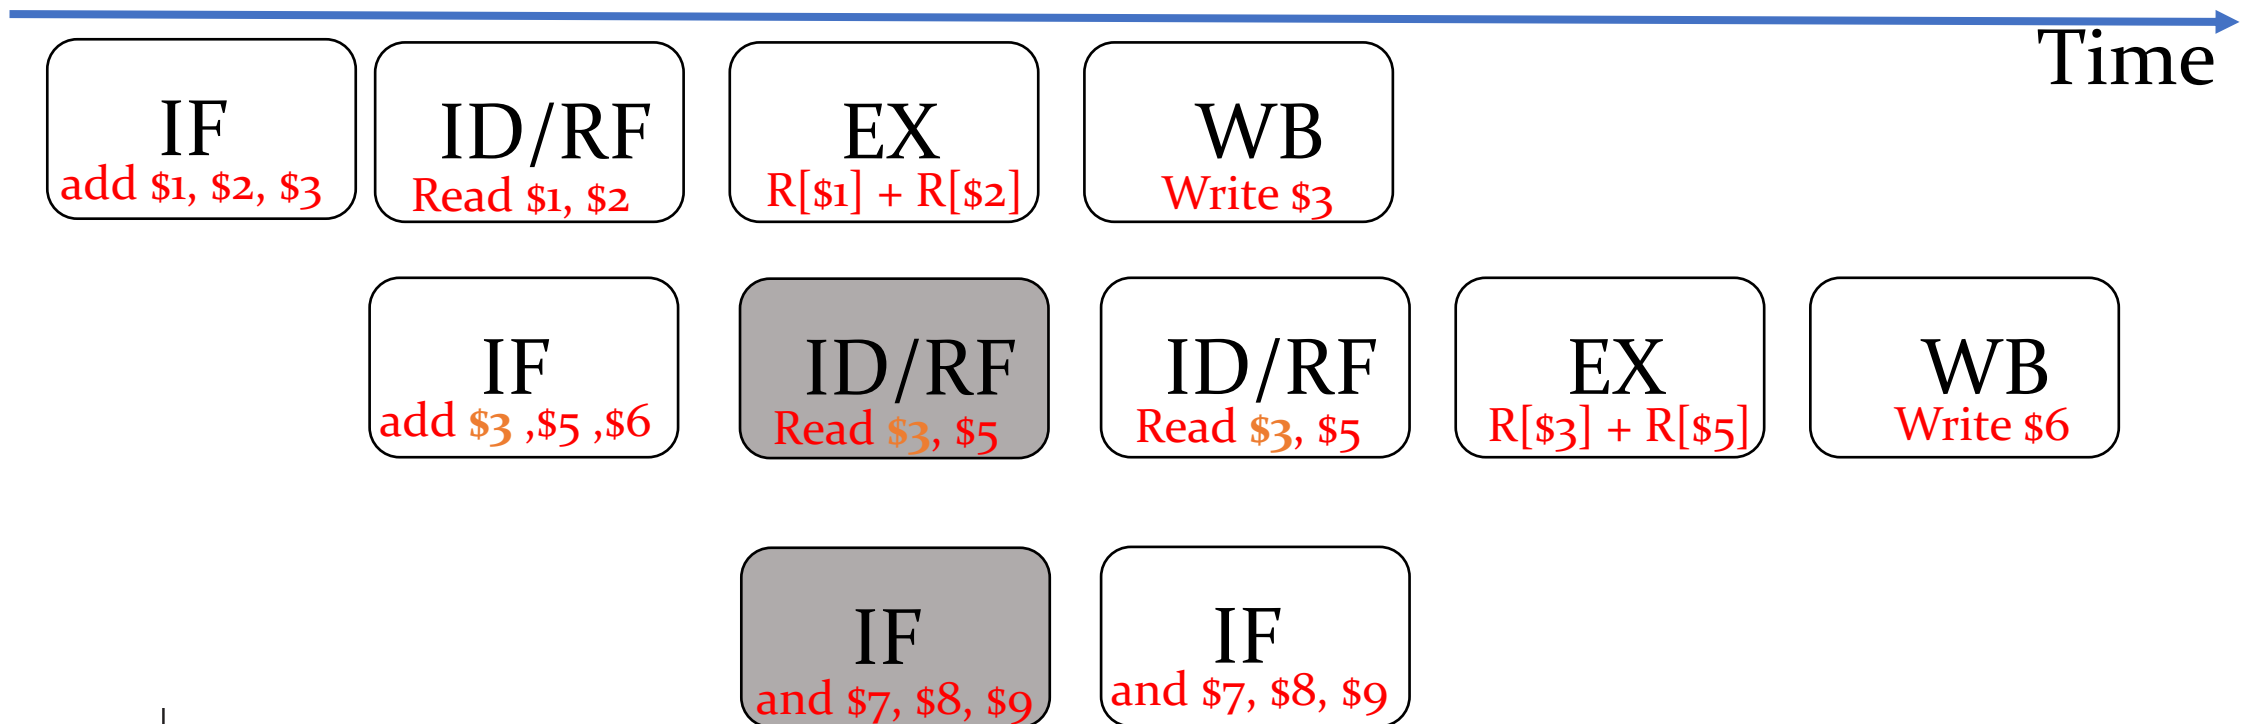 Time
IF
add $1, $2, $3
ID/RF
Read $1, $2
EX
R[$1] + R[$2]
WB
Write $3
IF
add $3 ,$5 ,$6
ID/RF
Read $3, $5
ID/RF
Read $3, $5
EX
R[$3] + R[$5]
WB
Write $6
IF
and $7, $8, $9
IF
and $7, $8, $9